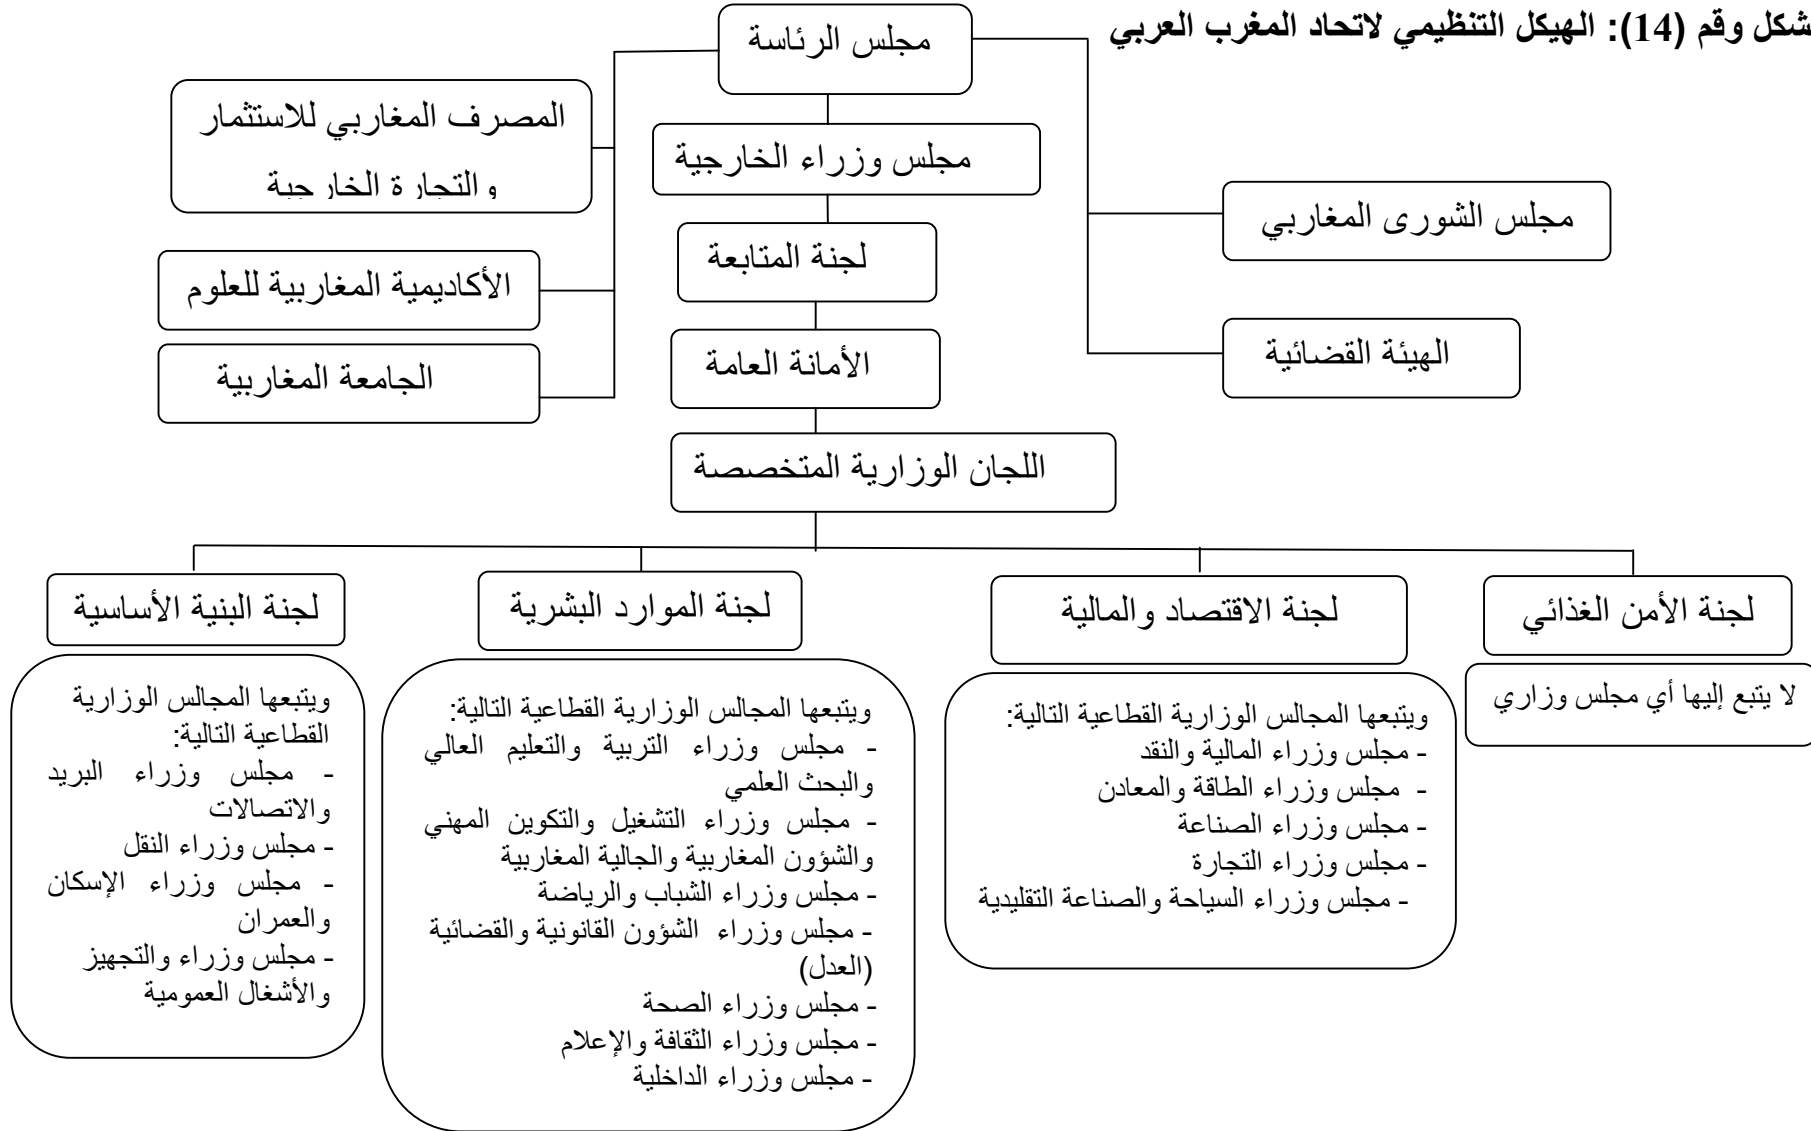 شكل وقم (14): الهيكل التنظيمي لاتحاد المغرب العربي
مجلس الرئاسة
المصرف المغاربي للاستثمار
والتجارة الخارجية
مجلس وزراء الخارجية
مجلس الشورى المغاربي
لجنة المتابعة
الأكاديمية المغاربية للعلوم
الأمانة العامة
الهيئة القضائية
الجامعة المغاربية
اللجان الوزارية المتخصصة
لجنة الأمن الغذائي
لا يتبع إليها أي مجلس وزاري
لجنة الاقتصاد والمالية
ويتبعها المجالس الوزارية القطاعية التالية:
- مجلس وزراء المالية والنقد
- مجلس وزراء الطاقة والمعادن
- مجلس وزراء الصناعة
- مجلس وزراء التجارة
- مجلس وزراء السياحة والصناعة التقليدية
لجنة الموارد البشرية
ويتبعها المجالس الوزارية القطاعية التالية:
- مجلس وزراء التربية والتعليم العالي
والبحث العلمي
- مجلس وزراء التشغيل والتكوين المهني
والشؤون المغاربية والجالية المغاربية
- مجلس وزراء الشباب والرياضة
- مجلس وزراء الشؤون القانونية والقضائية
(العدل)
- مجلس وزراء الصحة
- مجلس وزراء الثقافة والإعلام
- مجلس وزراء الداخلية
لجنة البنية الأساسية
ويتبعها المجالس الوزارية
القطاعية التالية:
- مجلس وزراء البريد
والاتصالات
- مجلس وزراء النقل
- مجلس وزراء الإسكان
والعمران
- مجلس وزراء والتجهيز
والأشغال العمومية